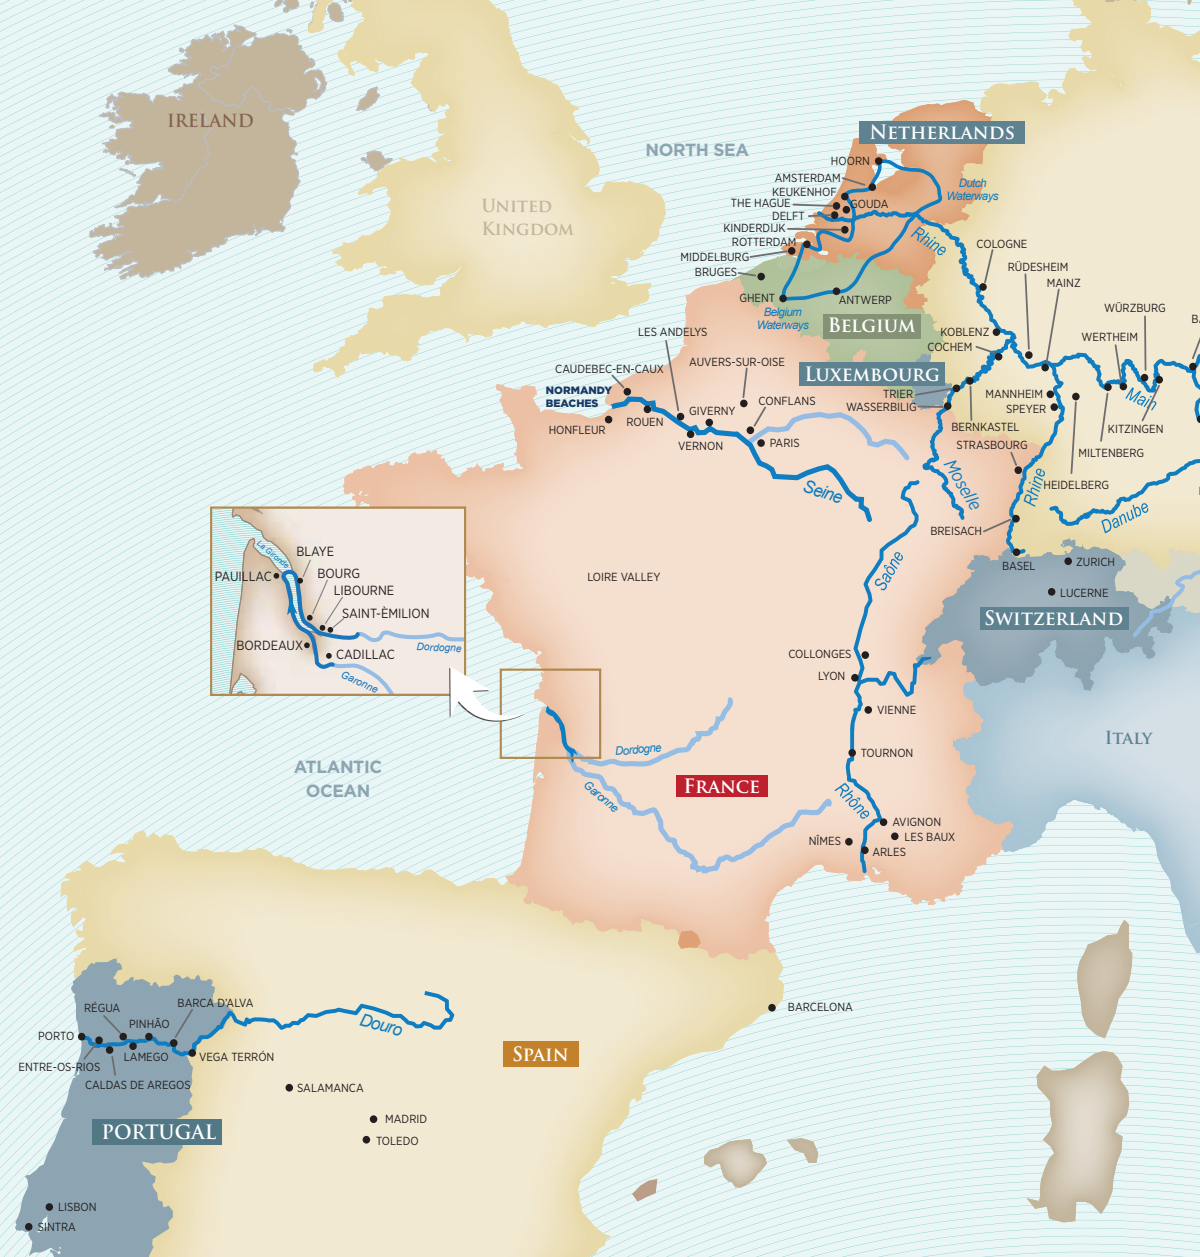 IRELAND
UNITED
KINGDOM
NORTH SEA
NETHERLANDS
HOORN
AMSTERDAM
KEUKENHOF
THE HAGUE
GOUDA
DELFT
KINDERDIJK
ROTTERDAM
MIDDELBURG
BRUGES
GHENT
ANTWERP
Dutch
Waterways
Belgium
Waterways
BELGIUM
Rhine
COLOGNE
RÜDESHEIM
MAINZ
WÜRZBURG
WERTHEIM
BA
KOBLENZ
COCHEM
LUXEMBOURG
TRIER
WASSERBILIG
BERNKASTEL
MANNHEIM
SPEYER
STRASBOURG
Main
KITZINGEN
MILTENBERG
HEIDELBERG
Rhine
Moselle
Danube
BREISACH
BASEL
ZURICH
LUCERNE
SWITZERLAND
ITALY
LES ANDELYS
CAUDEBEC-EN-CAUX
AUVERS-SUR-OISE
NORMANDY
BEACHES
HONFLEUR
ROUEN
GIVERNY
VERNON
CONFLANS
PARIS
Seine
LOIRE VALLEY
Saône
COLLONGES
LYON
VIENNE
TOURNON
Rhône
AVIGNON
LES BAUX
NÎMES
ARLES
FRANCE
Dordogne
Garonne
La Gironde
BLAYE
PAUILLAC
BOURG
LIBOURNE
SAINT-ÈMILION
BORDEAUX
CADILLAC
Dordogne
Garonne
ATLANTIC
OCEAN
BARCELONA
SPAIN
Douro
BARCA D'ALVA
RÉGUA
PINHÃO
PORTO
ENTRE-OS-RIOS
LAMEGO
VEGA TERRÓN
CALDAS DE AREGOS
SALAMANCA
MADRID
TOLEDO
PORTUGAL
LISBON
SINTRA